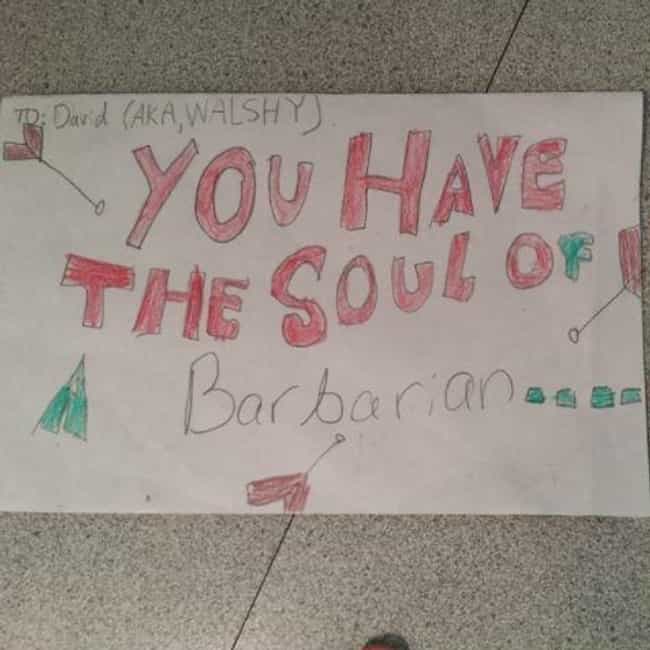 TO: David (AKA, WALSHY)
YOU HAVE
THE SOUL OF
Barbarian